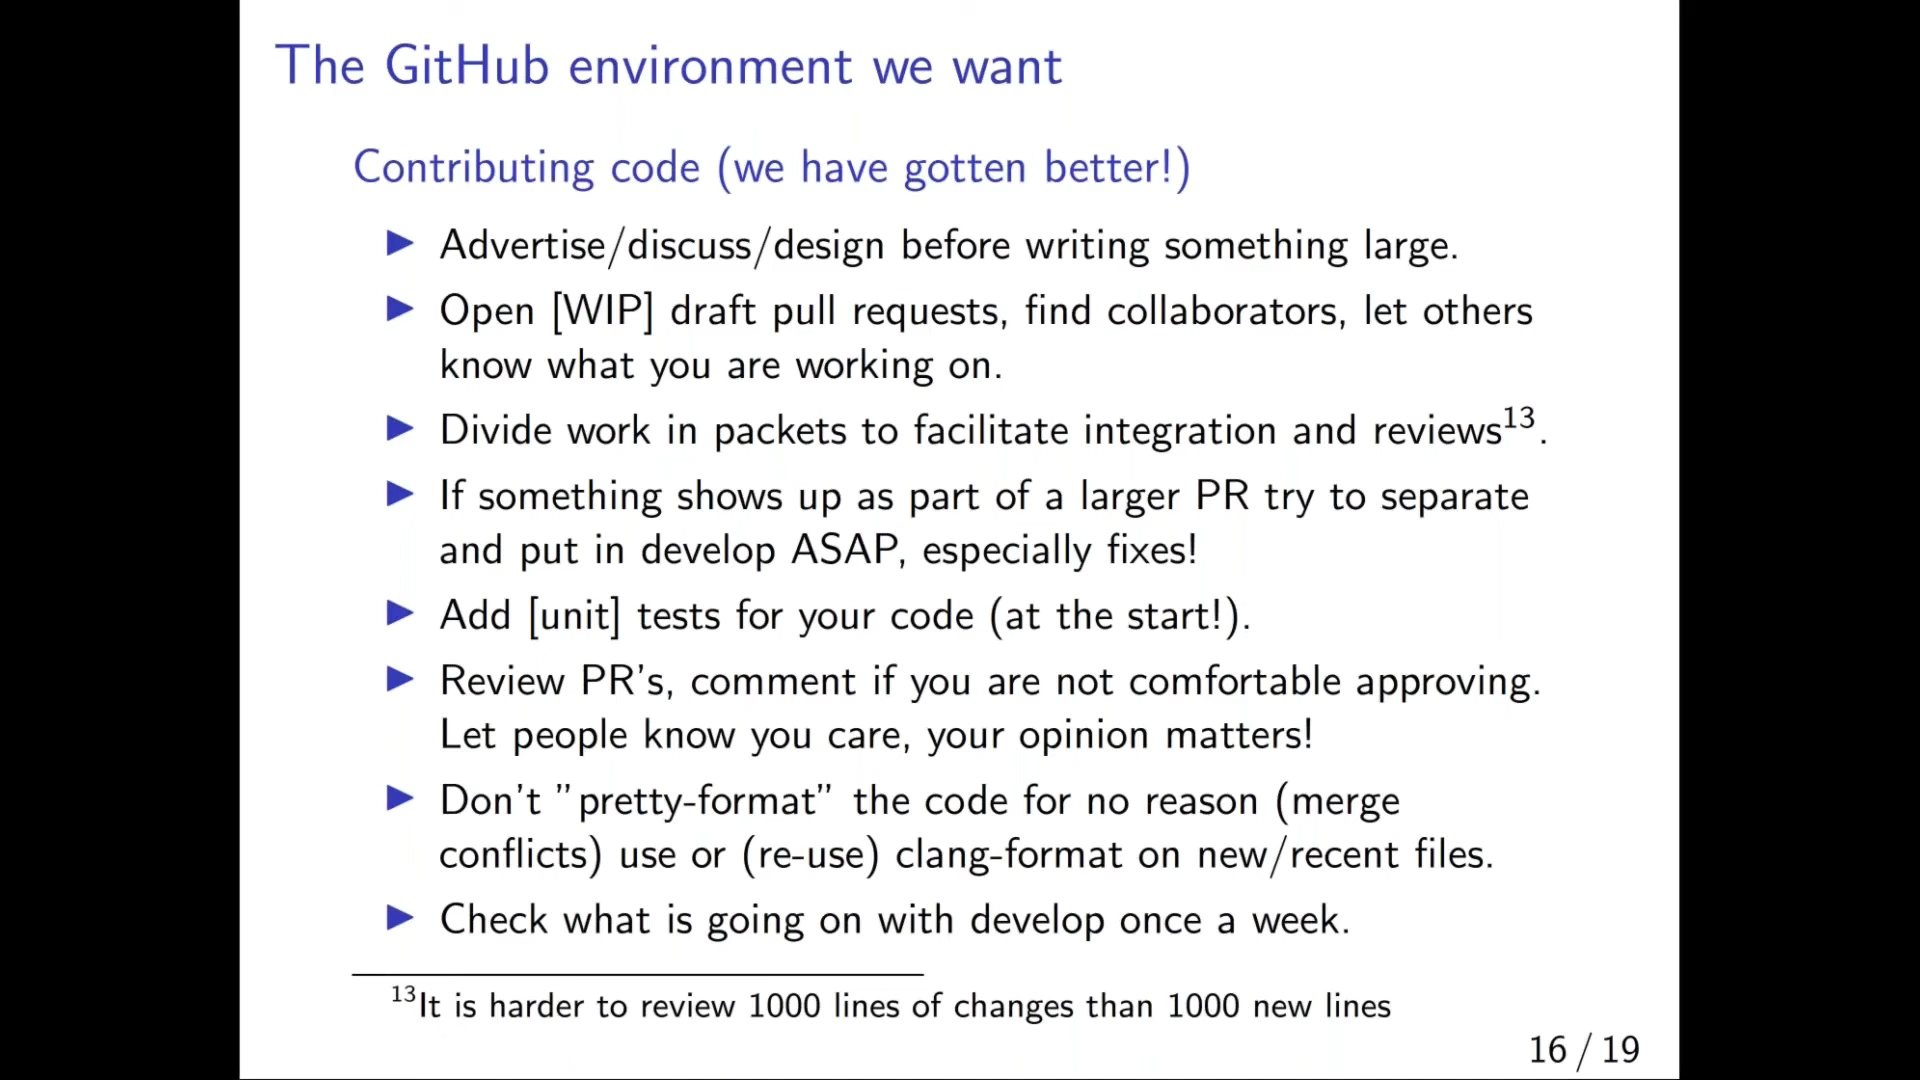 The GitHub environment we want
Contributing code (we have gotten better!)
▶ Advertise/discuss/design before writing something large.
▶ Open [WIP] draft pull requests, find collaborators, let others
know what you are working on.
▶ Divide work in packets to facilitate integration and reviews¹³.
▶ If something shows up as part of a larger PR try to separate
and put in develop ASAP, especially fixes!
▶ Add [unit] tests for your code (at the start!).
▶ Review PR's, comment if you are not comfortable approving.
Let people know you care, your opinion matters!
▶ Don't ”pretty-format” the code for no reason (merge
conflicts) use or (re-use) clang-format on new/recent files.
▶ Check what is going on with develop once a week.
¹³It is harder to review 1000 lines of changes than 1000 new lines
16 / 19